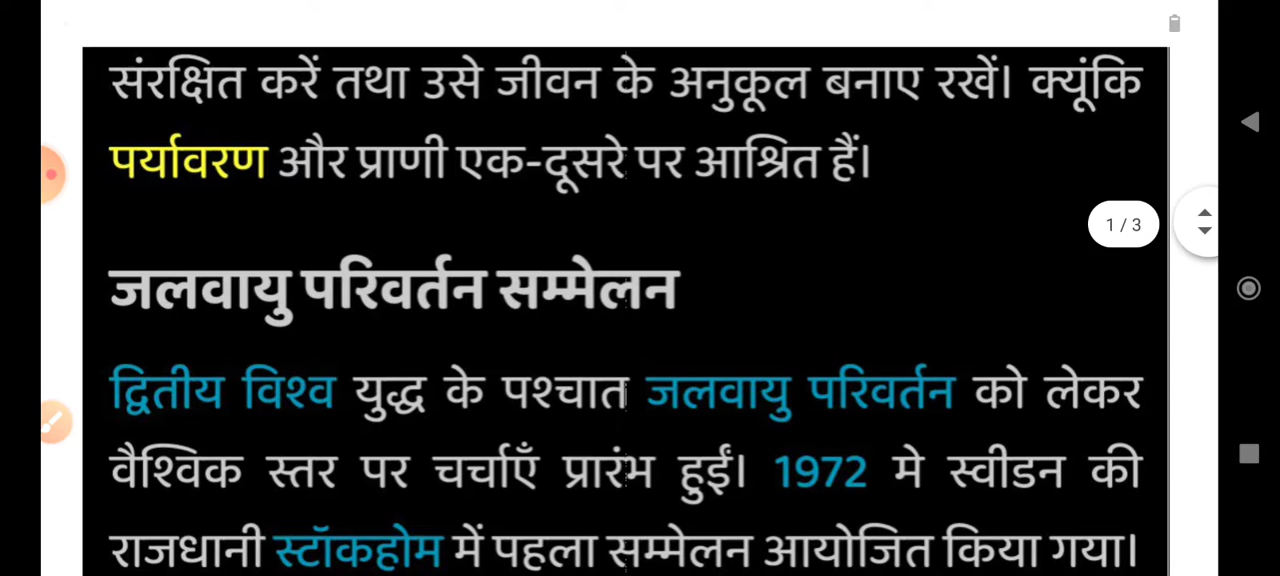 संरक्षित करें तथा उसे जीवन के अनुकूल बनाए रखें। क्यूंकि
पर्यावरण और प्राणी एक-दूसरे पर आश्रित हैं।
1 / 3
जलवायु परिवर्तन सम्मेलन
द्वितीय विश्व युद्ध के पश्चात जलवायु परिवर्तन को लेकर
वैश्विक स्तर पर चर्चाएँ प्रारंभ हुईं। 1972 मे स्वीडन की
राजधानी स्टॉकहोम में पहला सम्मेलन आयोजित किया गया।